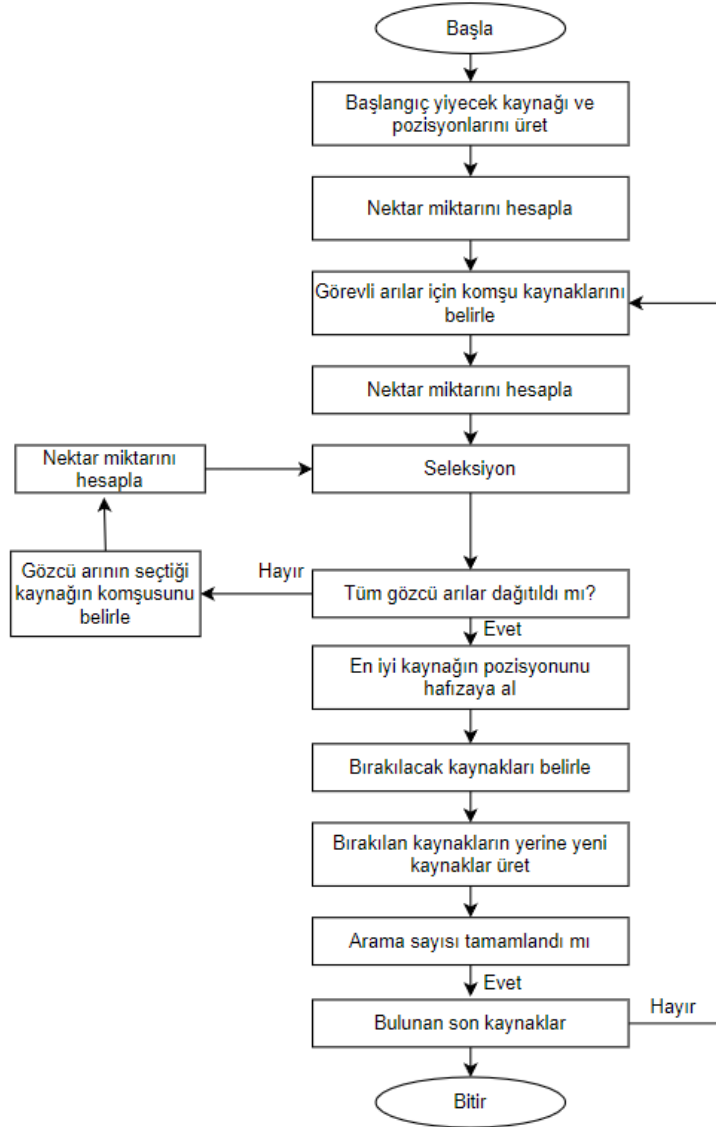 Başla
Başlangıç yiyecek kaynağı ve
pozisyonlarını üret
Nektar miktarını hesapla
Görevli arılar için komşu kaynaklarını
belirle
Nektar miktarını hesapla
Nektar miktarını
hesapla
Seleksiyon
Gözcü arının seçtiği
kaynağın komşusunu
belirle
Hayır
Tüm gözcü arılar dağıtıldı mı?
Evet
En iyi kaynağın pozisyonunu
hafızaya al
Bırakılacak kaynakları belirle
Bırakılan kaynakların yerine yeni
kaynaklar üret
Arama sayısı tamamlandı mı
Evet
Bulunan son kaynaklar
Hayır
Bitir